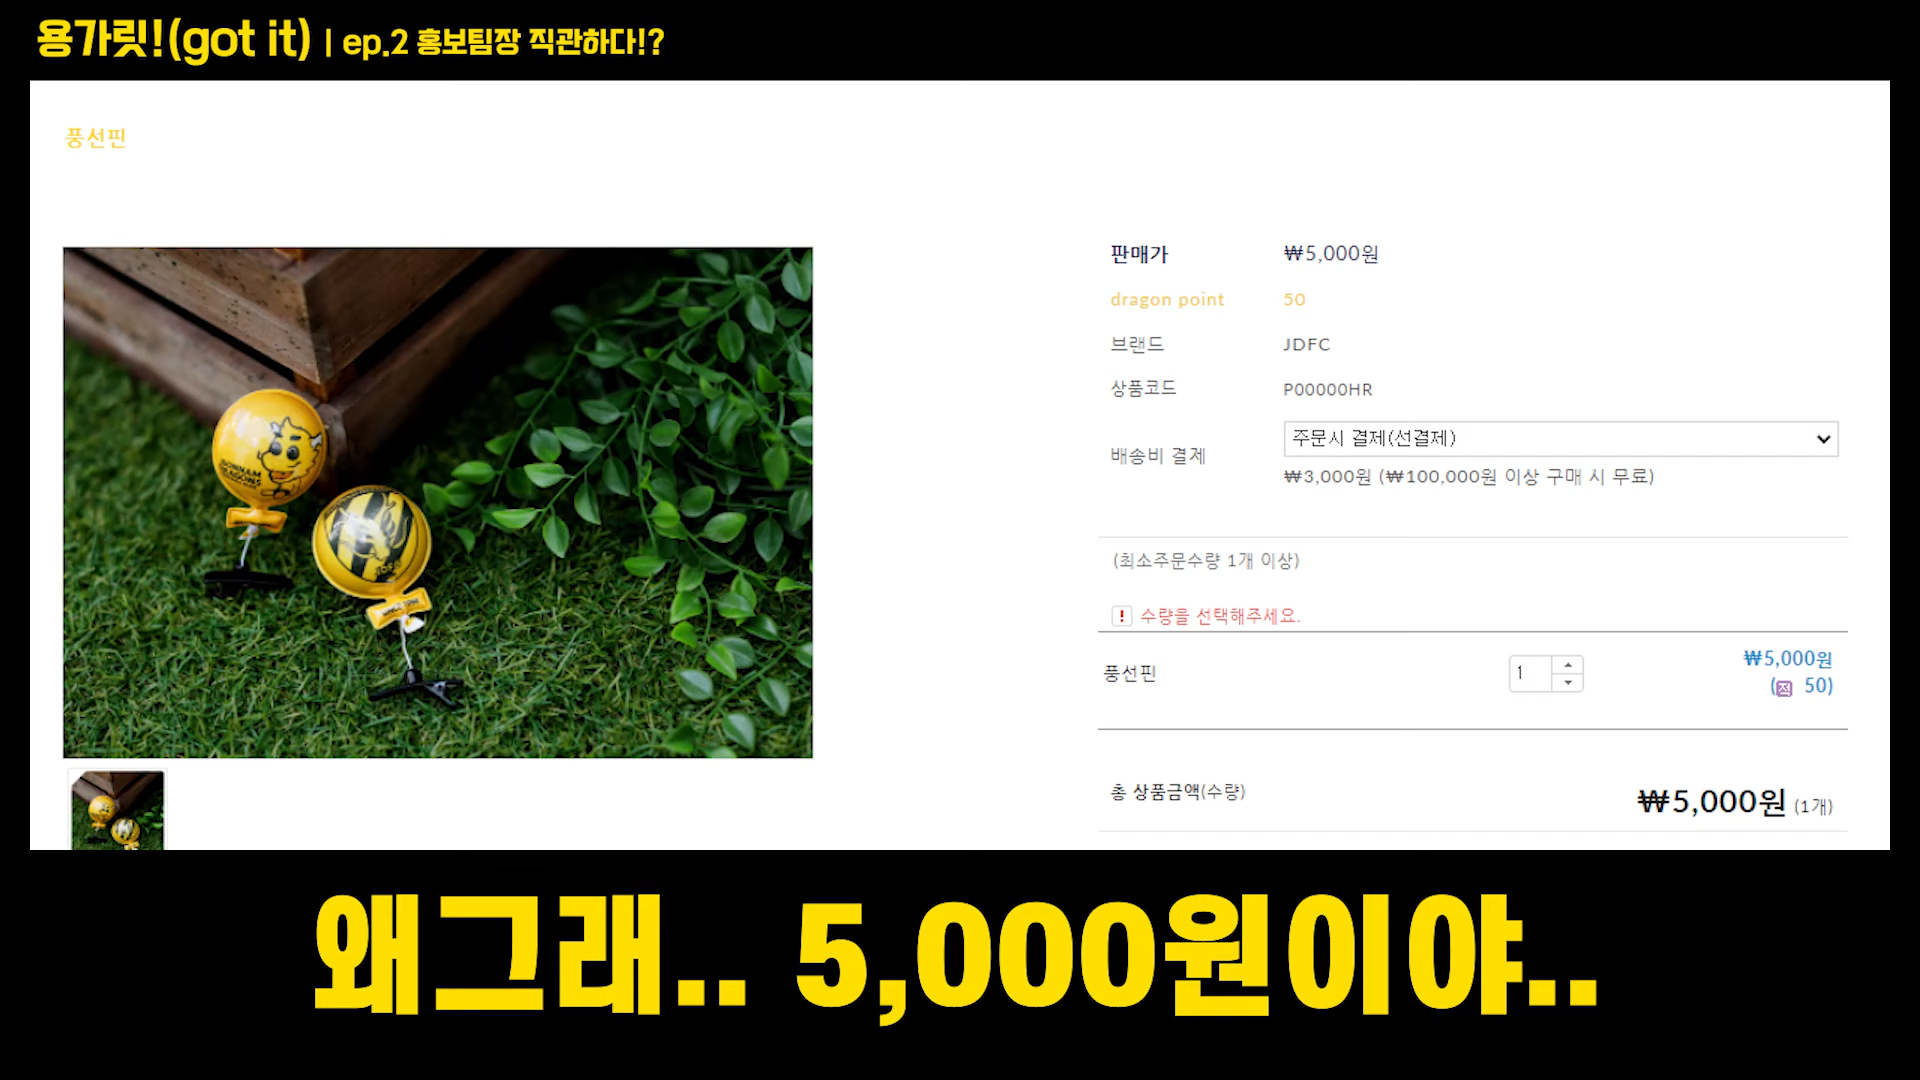 용가릿!(got it) | ep.2 홍보팀장 직관하다!?
풍선핀
판매가 ₩5,000원
dragon point 50
브랜드 JDFC
상품코드 P00000HR
배송비 결제 주문시 결제(선결제)
₩3,000원 (₩100,000원 이상 구매 시 무료)
(최소주문수량 1개 이상)
! 수량을 선택해주세요.
풍선핀 1 ₩5,000원
(적 50)
총 상품금액(수량) ₩5,000원 (1개)
DRAGONS
왜그래.. 5,000원이야..